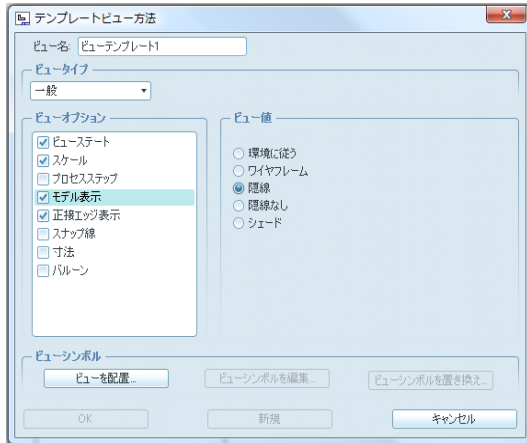 テンプレートビュー方法
ビュー名 ビューテンプレート1
ビュータイプ
一般
ビューオプション
ビューステート
スケール
プロセスステップ
モデル表示
正接エッジ表示
スナップ線
寸法
バルーン
ビュー値
環境に従う
ワイヤフレーム
隠線
隠線なし
シェード
ビューシンボル
ビューを配置...
ビューシンボルを編集...
ビューシンボルを置き換え...
OK
新規
キャンセル